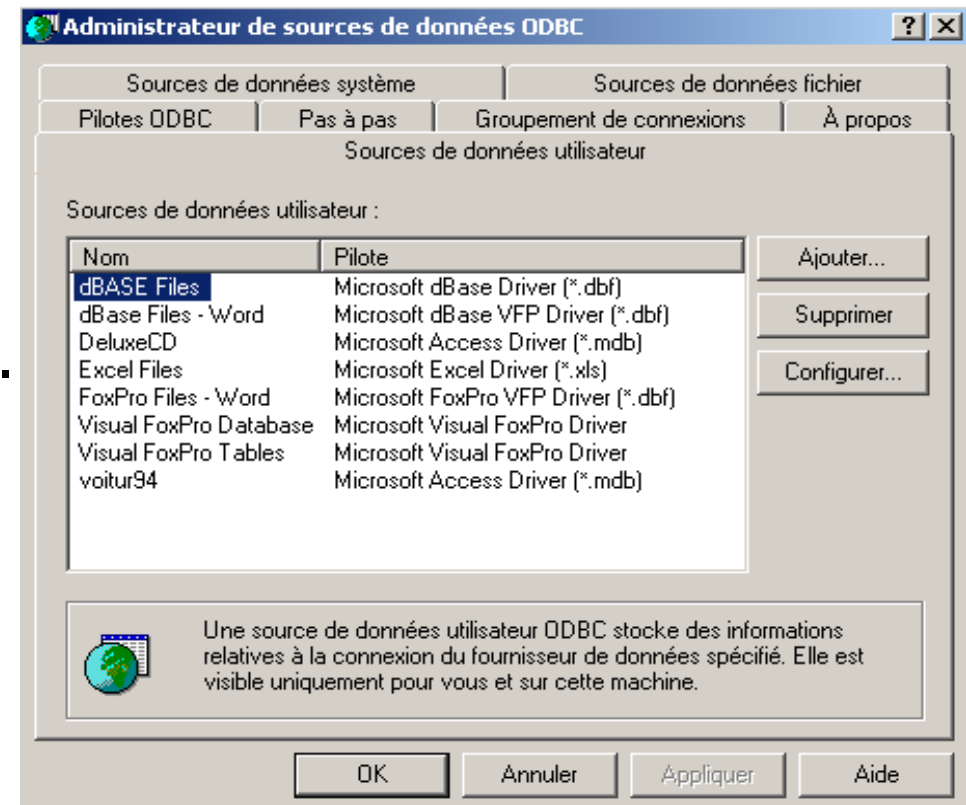 Administrateur de sources de données ODBC
Sources de données système
Sources de données fichier
Pilotes ODBC
Pas à pas
Groupement de connexions
À propos
Sources de données utilisateur
Sources de données utilisateur :
Nom Pilote
dBASE Files Microsoft dBase Driver (*.dbf)
dBase Files - Word Microsoft dBase VFP Driver (*.dbf)
DeluxeCD Microsoft Access Driver (*.mdb)
Excel Files Microsoft Excel Driver (*.xls)
FoxPro Files - Word Microsoft FoxPro VFP Driver (*.dbf)
Visual FoxPro Database Microsoft Visual FoxPro Driver
Visual FoxPro Tables Microsoft Visual FoxPro Driver
voitur94 Microsoft Access Driver (*.mdb)
Ajouter...
Supprimer
Configurer...
Une source de données utilisateur ODBC stocke des informations
relatives à la connexion du fournisseur de données spécifié. Elle est
visible uniquement pour vous et sur cette machine.
OK
Annuler
Appliquer
Aide